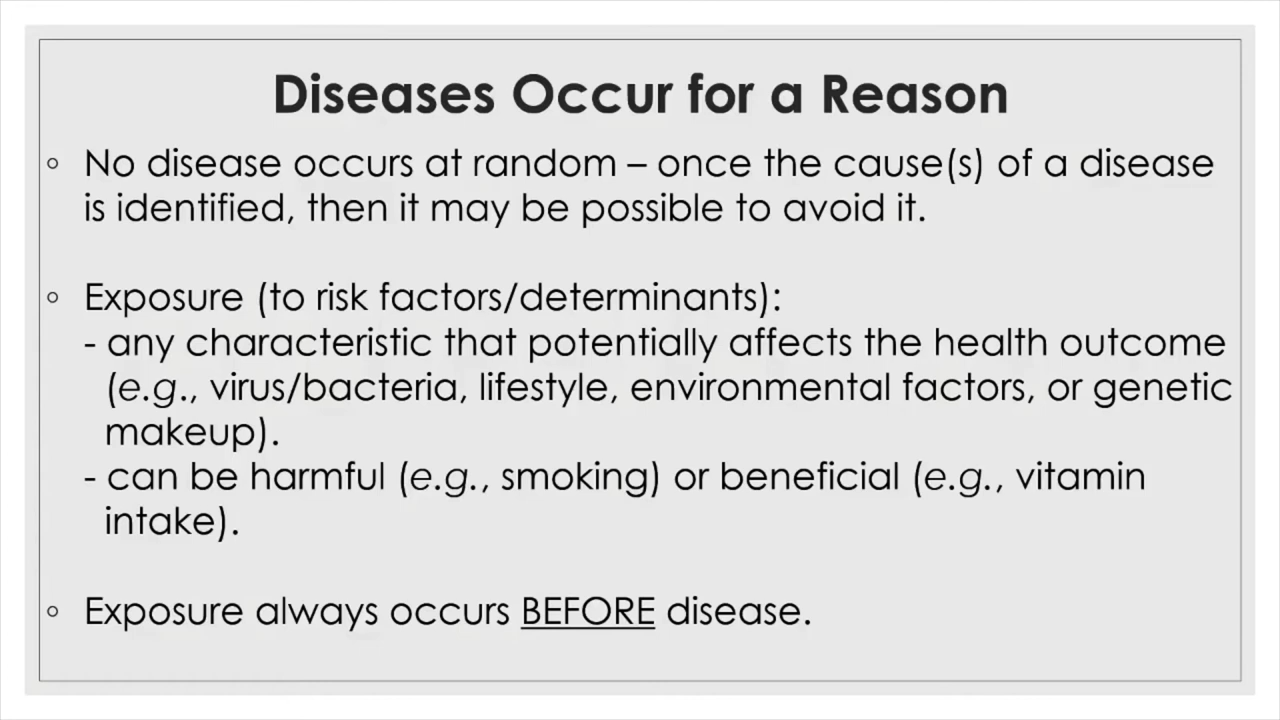 Diseases Occur for a Reason
◦ No disease occurs at random – once the cause(s) of a disease
is identified, then it may be possible to avoid it.
◦ Exposure (to risk factors/determinants):
- any characteristic that potentially affects the health outcome
(e.g., virus/bacteria, lifestyle, environmental factors, or genetic
makeup).
- can be harmful (e.g., smoking) or beneficial (e.g., vitamin
intake).
◦ Exposure always occurs BEFORE disease.